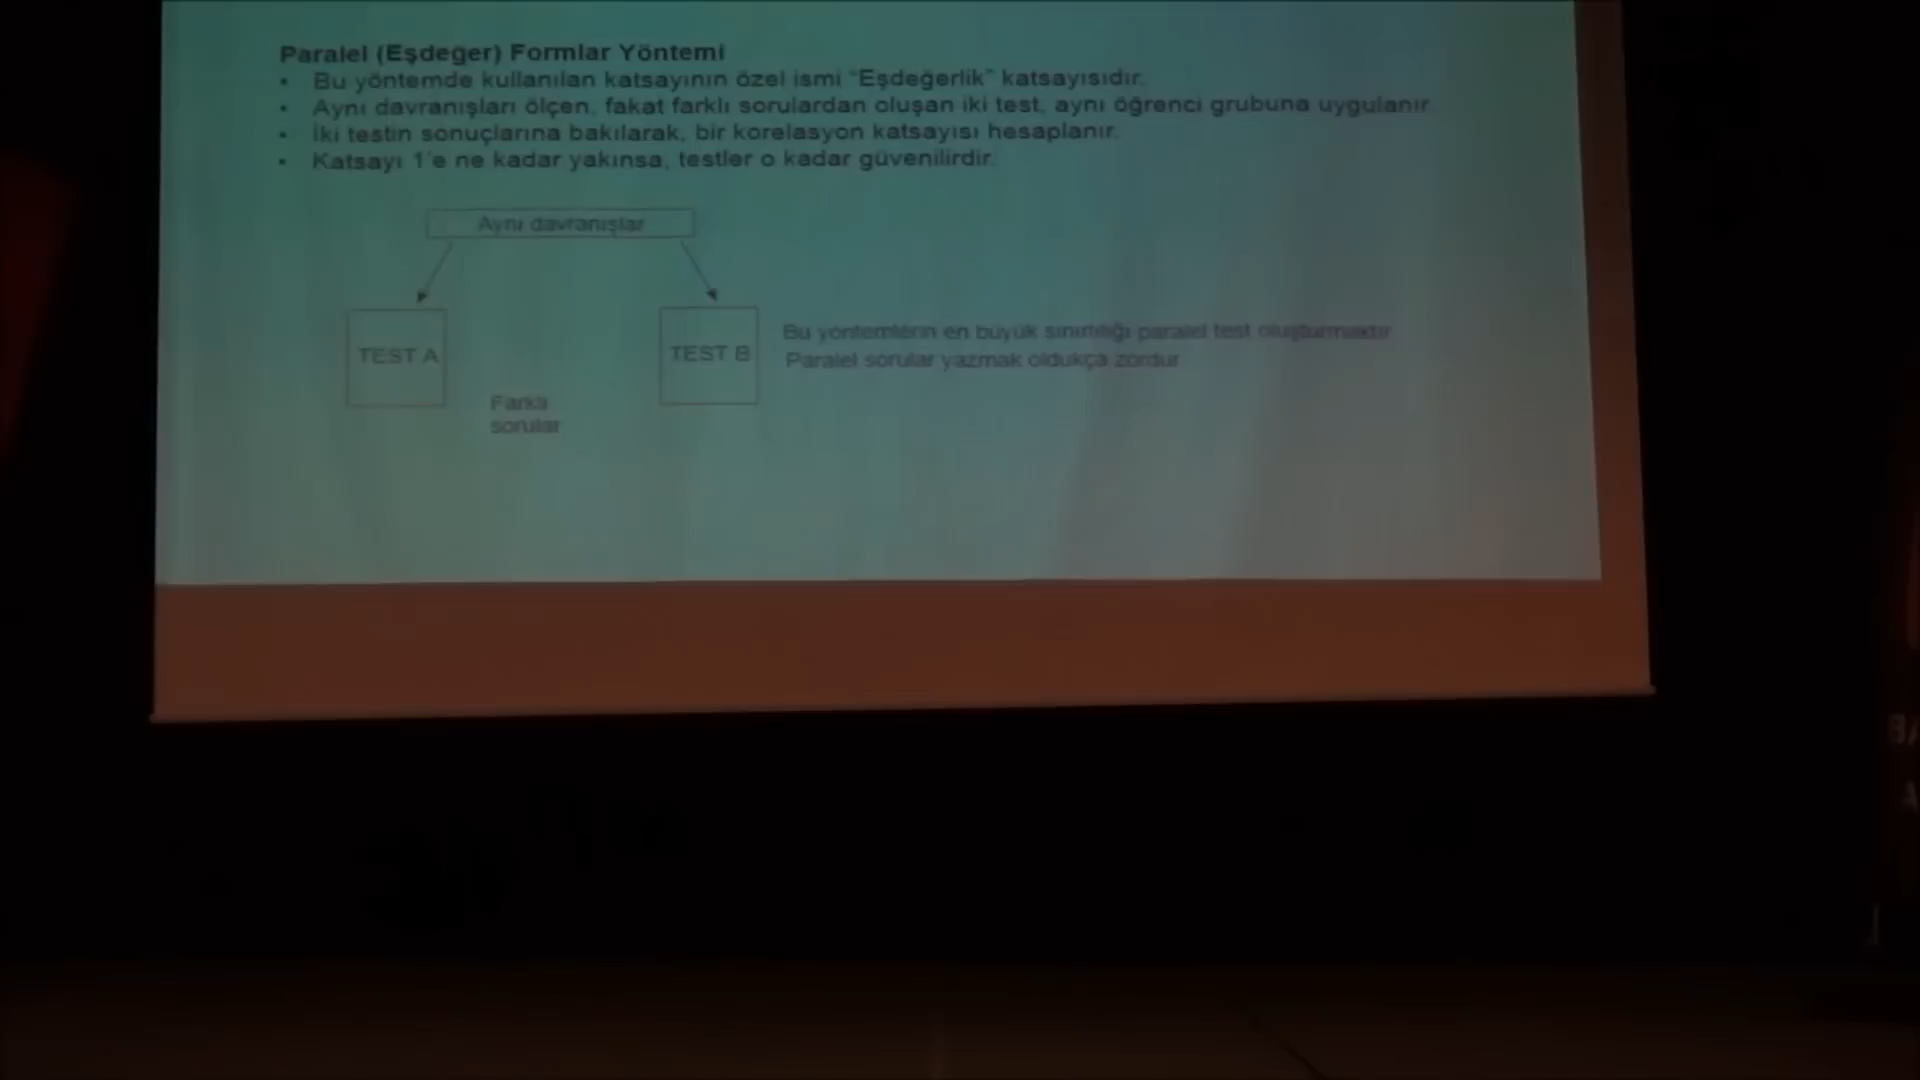 Paralel (Eşdeğer) Formlar Yöntemi
• Bu yöntemde kullanılan katsayının özel ismi “Eşdeğerlik” katsayısıdır.
• Aynı davranışları ölçen, fakat farklı sorulardan oluşan iki test, aynı öğrenci grubuna uygulanır.
• İki testin sonuçlarına bakılarak, bir korelasyon katsayısı hesaplanır.
• Katsayı 1’e ne kadar yakınsa, testler o kadar güvenilirdir.
Aynı davranışlar
TEST A
TEST B
Bu yöntemlerin en büyük sınırlılığı paralel test oluşturmaktır
Paralel sorular yazmak oldukça zordur
sorular